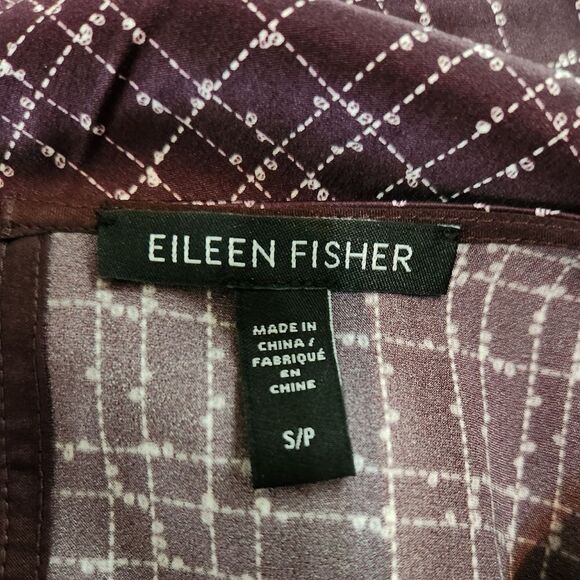 EILEEN FISHER
MADE IN
CHINA /
FABRIQUÉ
EN
CHINE
S/P